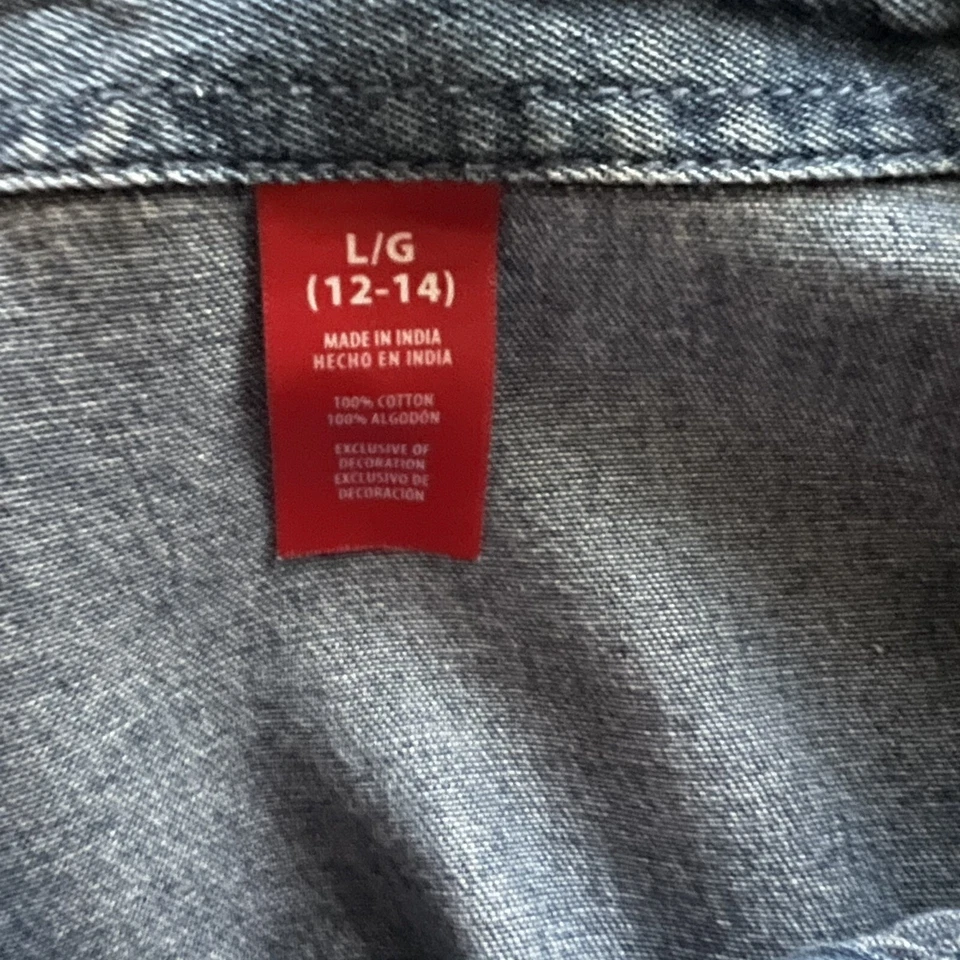 L/G
(12-14)
MADE IN INDIA
HECHO EN INDIA
100% COTTON
100% ALGODÓN
EXCLUSIVE OF
DECORATION
EXCLUSIVO DE
DECORACIÓN